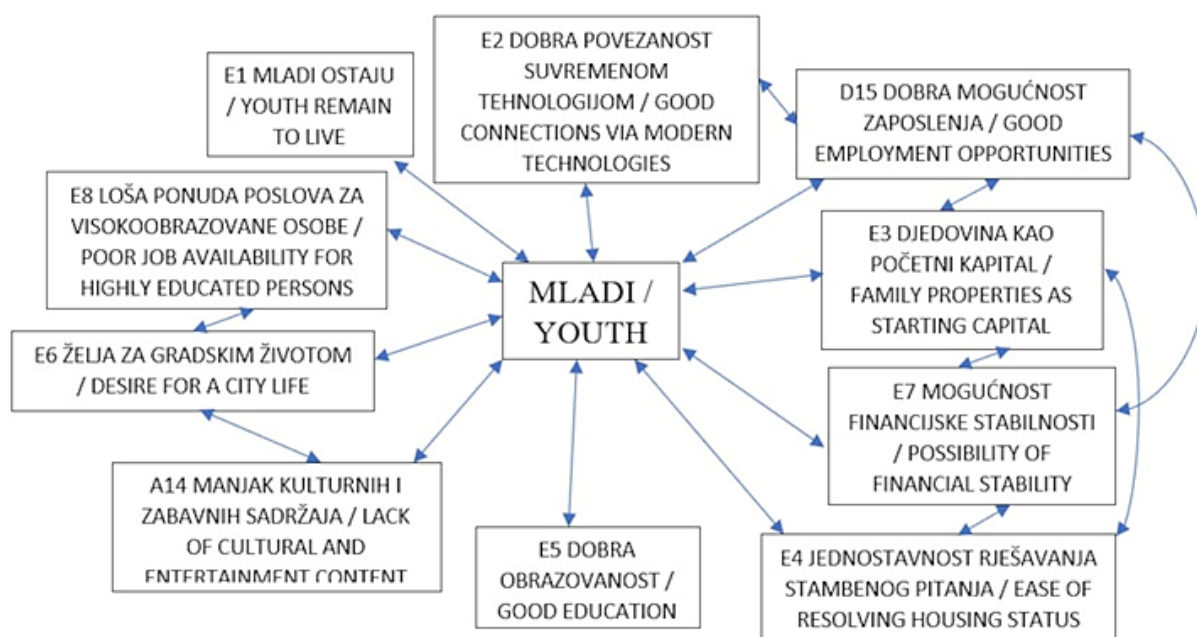 E1 MLADI OSTAJU
/ YOUTH REMAIN
TO LIVE
E2 DOBRA POVEZANOST
SUVREMENOM
TEHNOLOGIJOM / GOOD
CONNECTIONS VIA MODERN
TECHNOLOGIES
D15 DOBRA MOGUĆNOST
ZAPOSLENJA / GOOD
EMPLOYMENT OPPORTUNITIES
E8 LOŠA PONUDA POSLOVA ZA
VISOKOOBRAZOVANE OSOBE /
POOR JOB AVAILABILITY FOR
HIGHLY EDUCATED PERSONS
E3 DJEDOVINA KAO
POČETNI KAPITAL /
FAMILY PROPERTIES AS
STARTING CAPITAL
MLADI /
YOUTH
E6 ŽELJA ZA GRADSKIM ŽIVOTOM
/ DESIRE FOR A CITY LIFE
E7 MOGUĆNOST
FINANCIJSKE STABILNOSTI
/ POSSIBILITY OF
FINANCIAL STABILITY
A14 MANJAK KULTURNIH I
ZABAVNIH SADRŽAJA / LACK
OF CULTURAL AND
ENTERTAINMENT CONTENT
E5 DOBRA
OBRAZOVANOST /
GOOD EDUCATION
E4 JEDNOSTAVNOST RJEŠAVANJA
STAMBENOG PITANJA / EASE OF
RESOLVING HOUSING STATUS